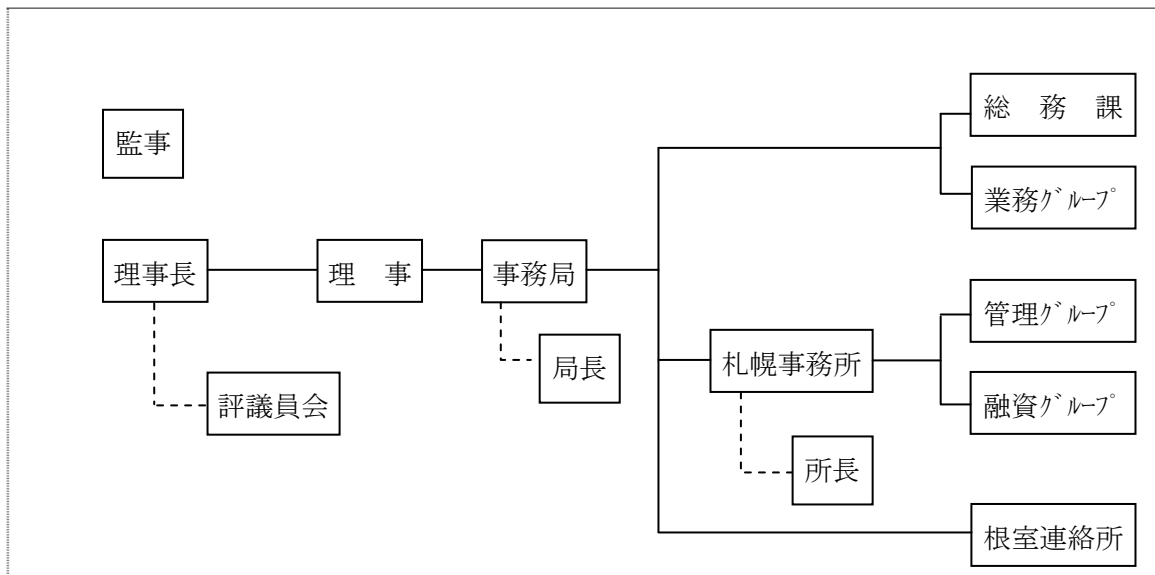 総　務　課
監事
業務ｸﾞﾙｰﾌﾟ
理事長
理　事
事務局
管理ｸﾞﾙｰﾌﾟ
局長
札幌事務所
評議員会
融資ｸﾞﾙｰﾌﾟ
所長
根室連絡所